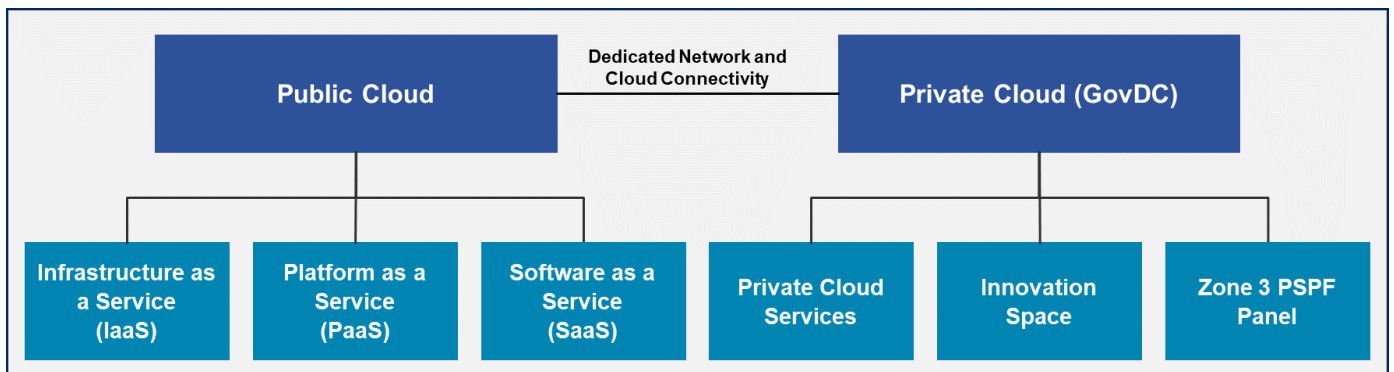 Public Cloud
Dedicated Network and
Cloud Connectivity
Private Cloud (GovDC)
Infrastructure as
a Service
(IaaS)
Platform as a
Service
(PaaS)
Software as a
Service
(SaaS)
Private Cloud
Services
Innovation
Space
Zone 3 PSPF
Panel